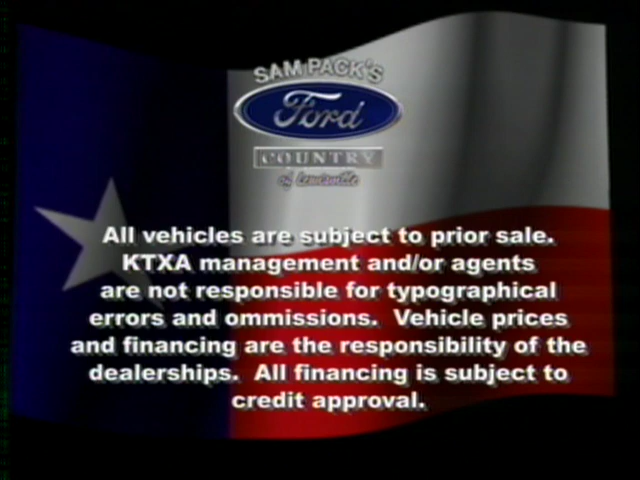 SAM PACK'S
Ford
COUNTRY
of Lewisville
All vehicles are subject to prior sale.
KTXA management and/or agents
are not responsible for typographical
errors and ommissions. Vehicle prices
and financing are the responsibility of the
dealerships. All financing is subject to
credit approval.